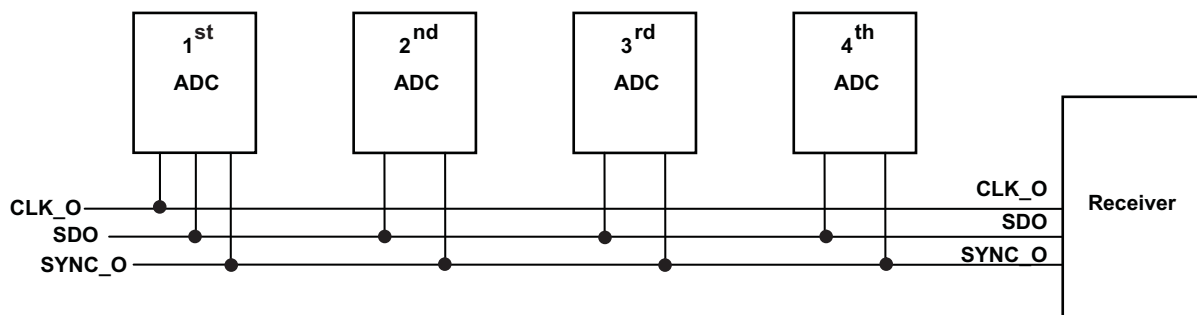 1st
ADC
2nd
ADC
3rd
ADC
4th
ADC
CLK_O
SDO
SYNC_O
CLK_O
SDO
SYNC_O
Receiver